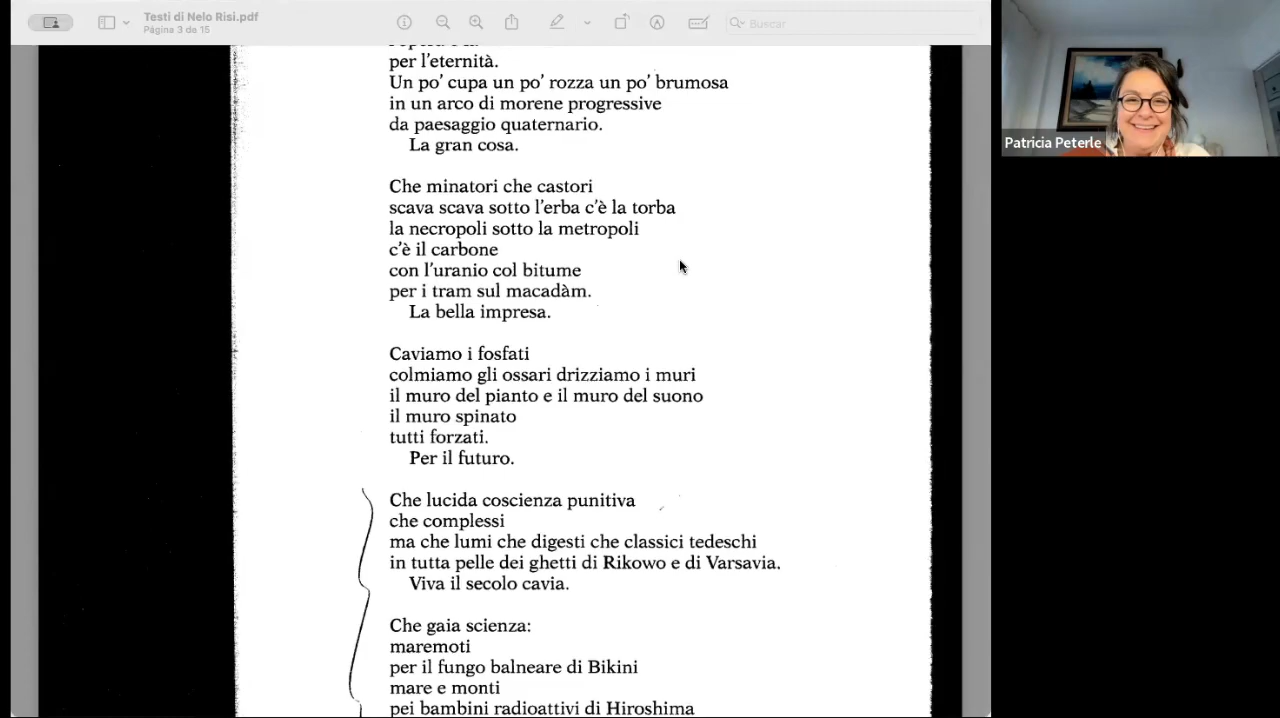 Testi di Nelo Risi.pdf
Página 3 de 15
Buscar
Patricia Peterle
per l'eternità.
Un po' cupa un po' rozza un po' brumosa
in un arco di morene progressive
da paesaggio quaternario.
La gran cosa.
Che minatori che castori
scava scava sotto l'erba c'è la torba
la necropoli sotto la metropoli
c'è il carbone
con l'uranio col bitume
per i tram sul macadàm.
La bella impresa.
Caviamo i fosfati
colmiamo gli ossari drizziamo i muri
il muro del pianto e il muro del suono
il muro spinato
tutti forzati.
Per il futuro.
Che lucida coscienza punitiva
che complessi
ma che lumi che digesti che classici tedeschi
in tutta pelle dei ghetti di Rikowo e di Varsavia.
Viva il secolo cavia.
Che gaia scienza:
maremoti
per il fungo balneare di Bikini
mare e monti
pei bambini radioattivi di Hiroshima